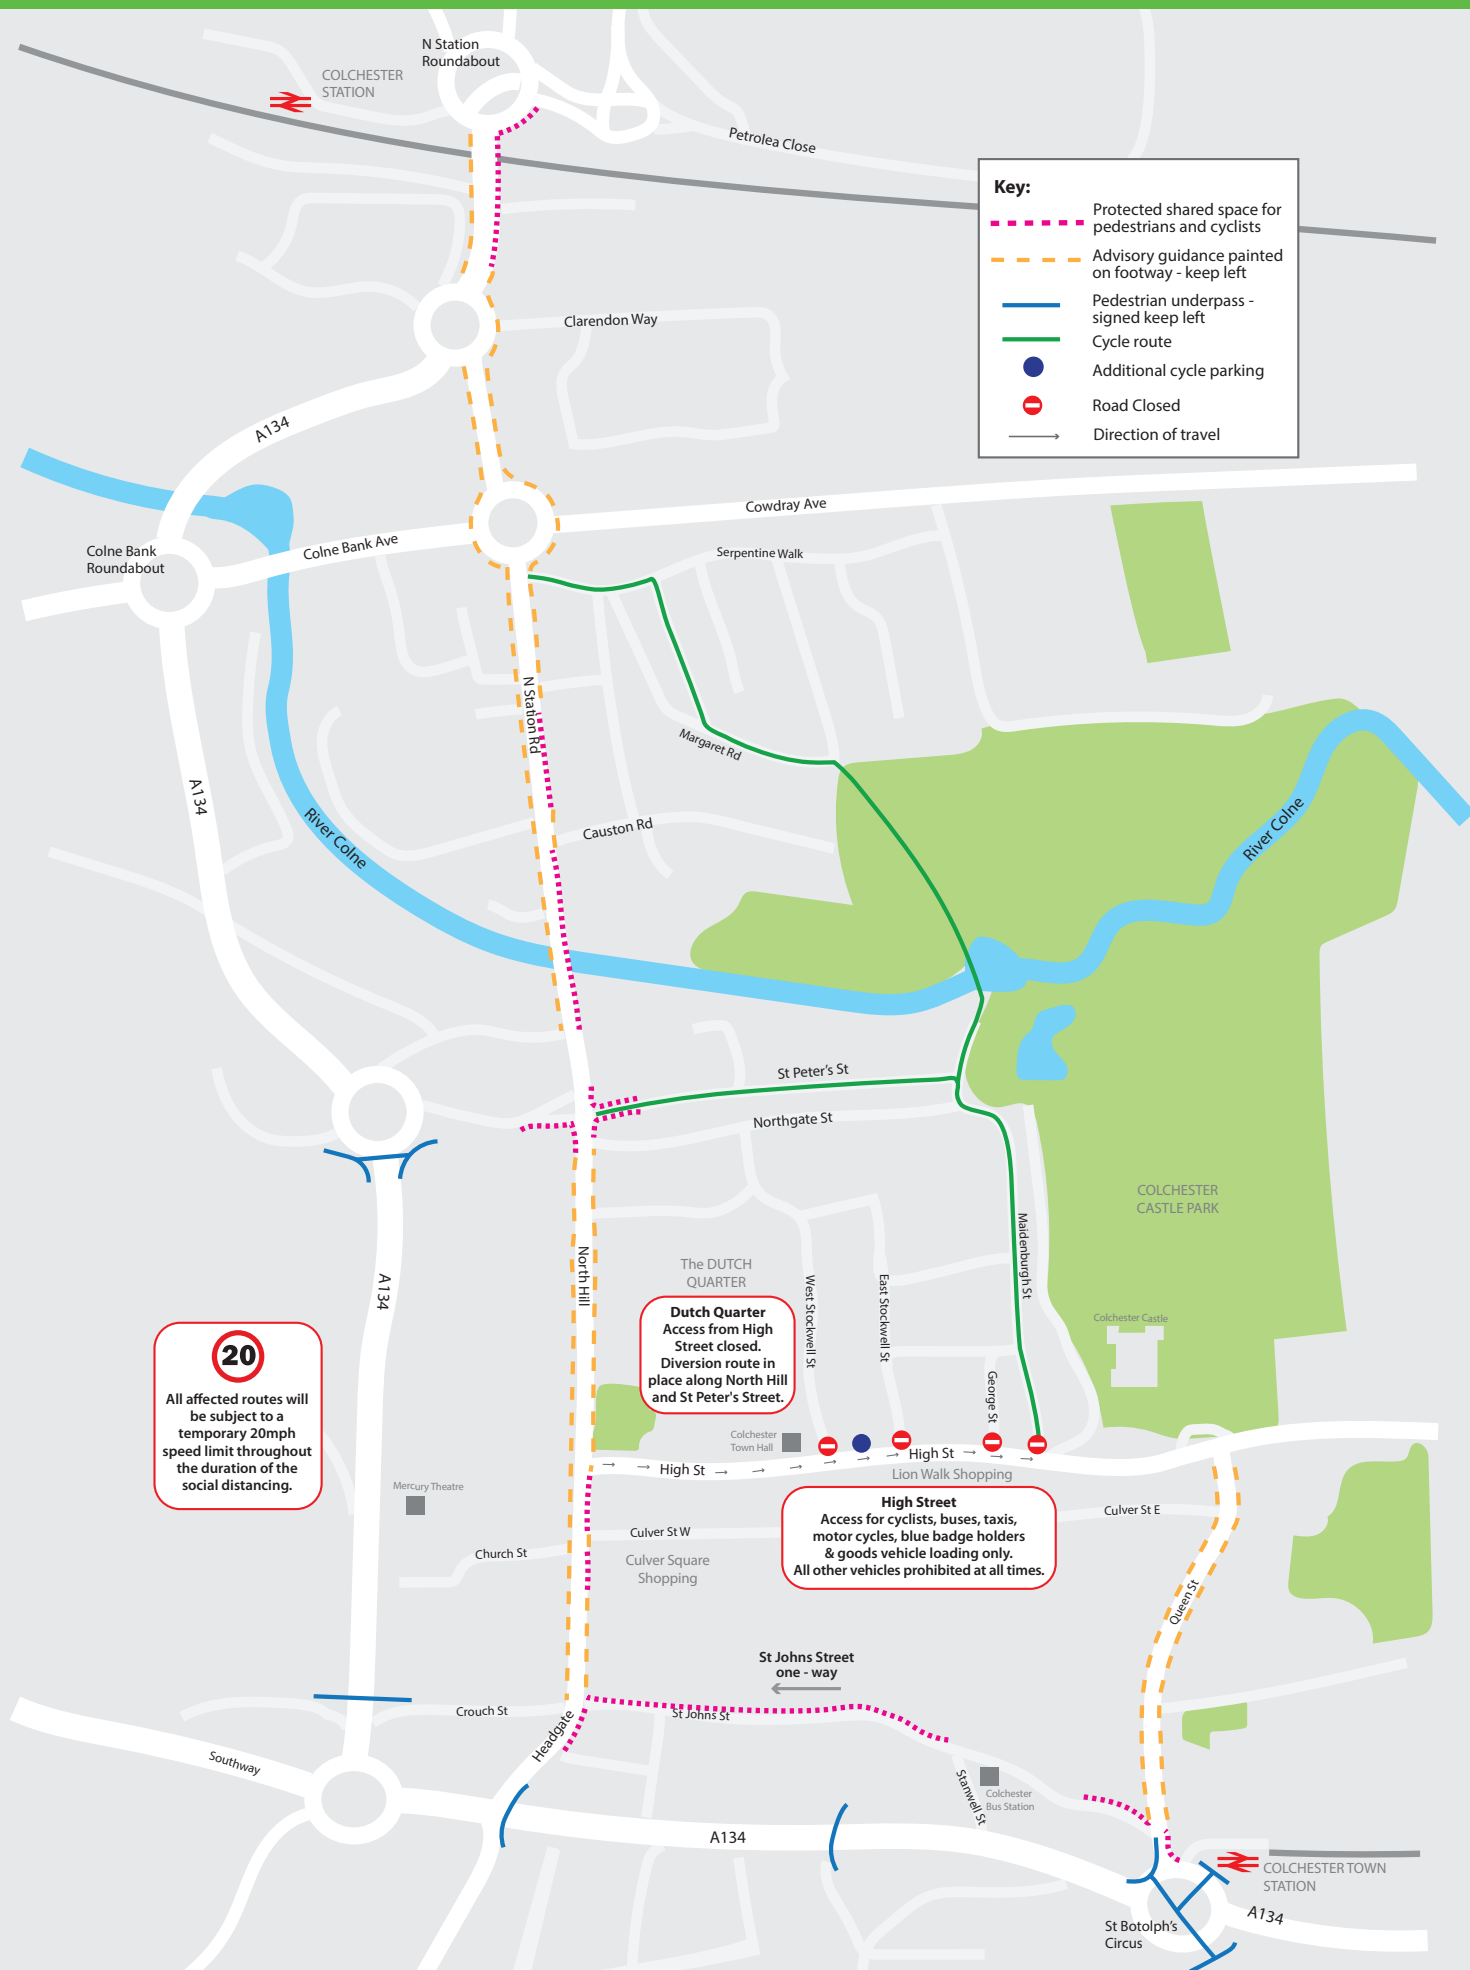 N Station
Roundabout
COLCHESTER
STATION
Petrolea Close
Key:
Protected shared space for
pedestrians and cyclists
Advisory guidance painted
on footway - keep left
Pedestrian underpass -
signed keep left
Cycle route
Additional cycle parking
Road Closed
Direction of travel
Clarendon Way
A134
Cowdray Ave
Colne Bank Ave
Colne Bank
Roundabout
Serpentine Walk
N Station Rd
Margaret Rd
A134
River Colne
Causton Rd
River Colne
St Peter's St
Northgate St
COLCHESTER
CASTLE PARK
Maidenburgh St
North Hill
The DUTCH
QUARTER
West Stockwell St
East Stockwell St
A134
Dutch Quarter
Access from High
Street closed.
Diversion route in
place along North Hill
and St Peter's Street.
Colchester Castle
20
All affected routes will
be subject to a
temporary 20mph
speed limit throughout
the duration of the
social distancing.
George St
Colchester
Town Hall
High St
High St
Lion Walk Shopping
Mercury Theatre
High Street
Access for cyclists, buses, taxis,
motor cycles, blue badge holders
& goods vehicle loading only.
All other vehicles prohibited at all times.
Culver St E
Culver St W
Church St
Culver Square
Shopping
Queen St
St Johns Street
one - way
Crouch St
St Johns St
Headgate
Southway
Stanwell St
Colchester
Bus Station
A134
COLCHESTER TOWN
STATION
A134
St Botolph's
Circus